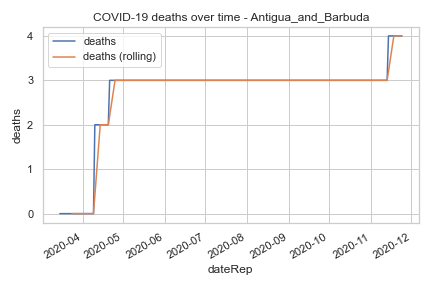 COVID-19 deaths over time - Antigua_and_Barbuda
deaths
deaths (rolling)
4
3
2
1
0
deaths
2020-04
2020-05
2020-06
2020-07
2020-08
2020-09
2020-10
2020-11
2020-12
dateRep